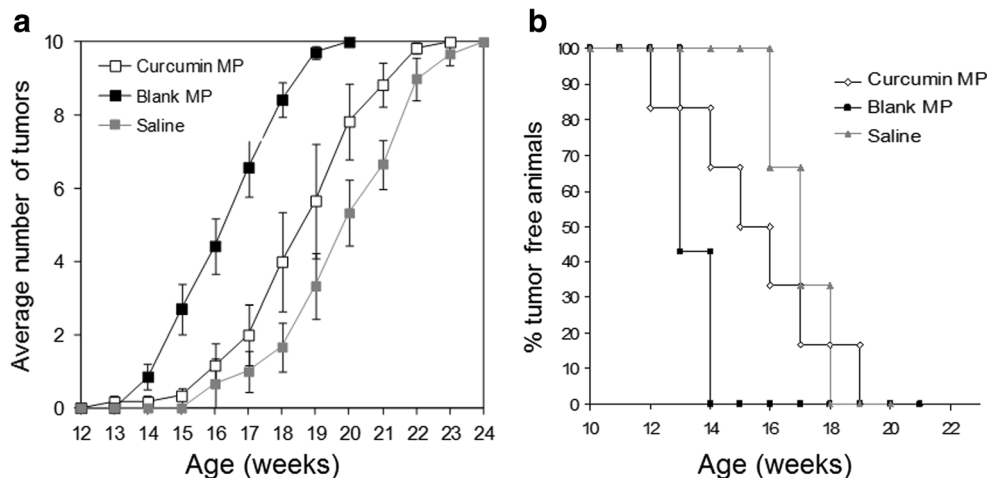 a
Average number of tumors
10
8
6
4
2
0
Curcumin MP
Blank MP
Saline
12 13 14 15 16 17 18 19 20 21 22 23 24
Age (weeks)
b
% tumor free animals
100
90
80
70
60
50
40
30
20
10
0
Curcumin MP
Blank MP
Saline
10 12 14 16 18 20 22
Age (weeks)